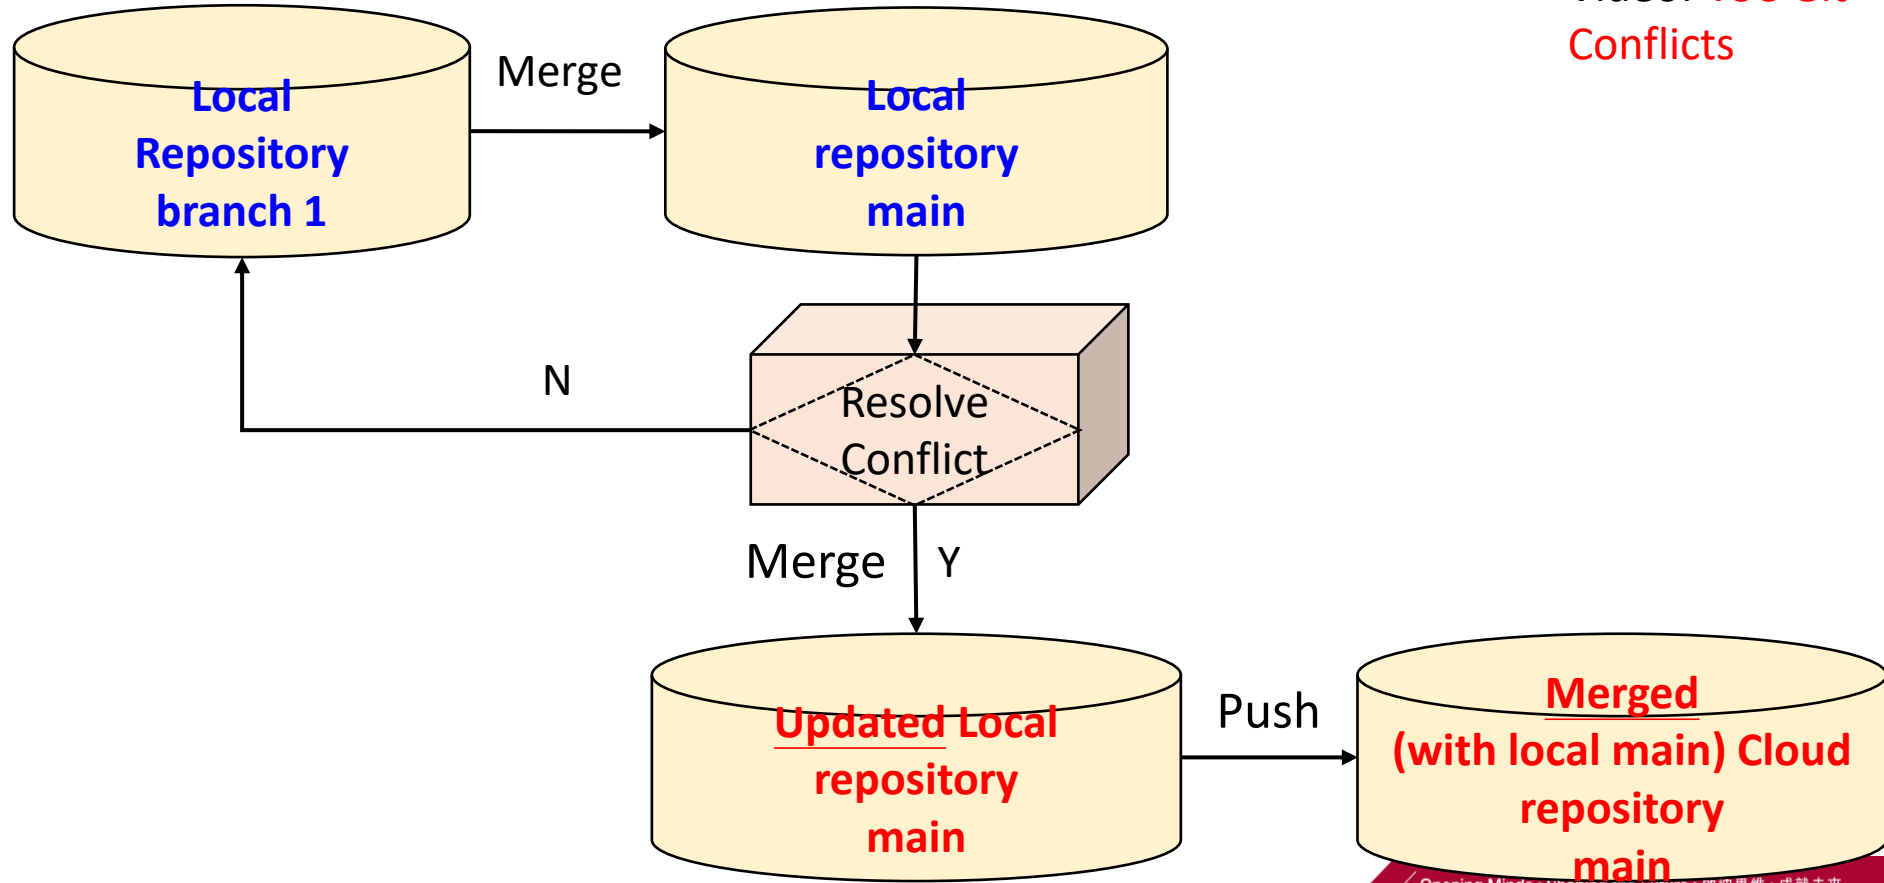 Conflicts
Merge
Local
Repository
branch 1
Local
repository
main
N
Resolve
Conflict
Merge Y
Updated Local
repository
main
Push
Merged
(with local main) Cloud
repository
main